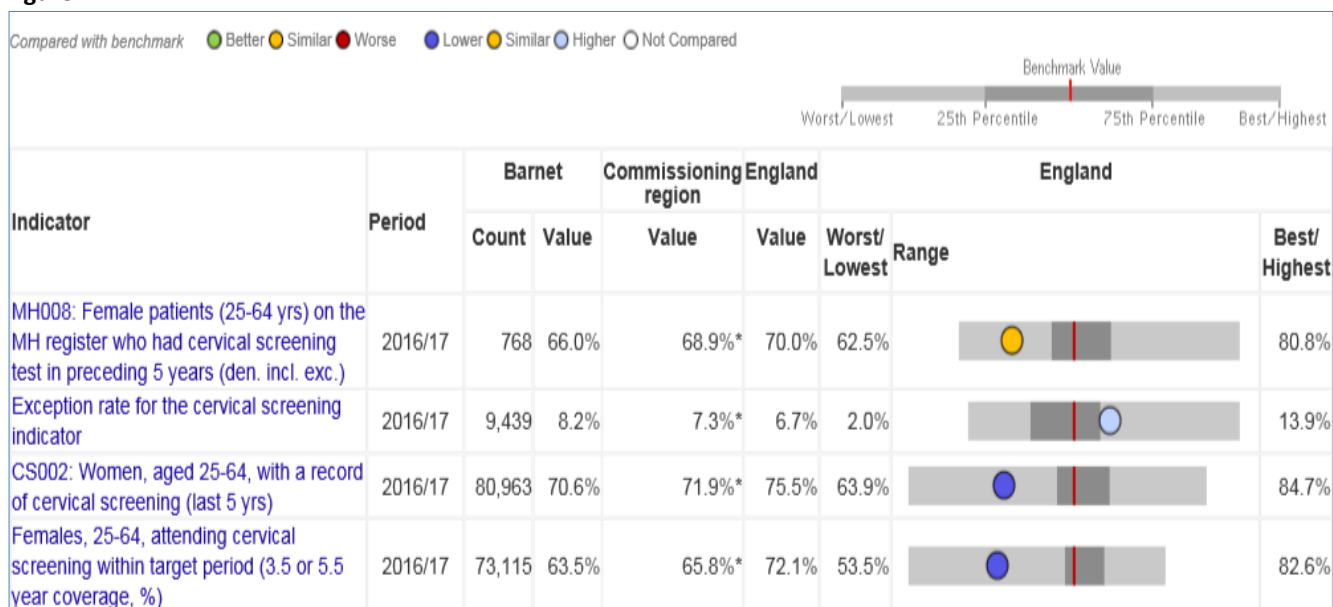 Compared with benchmark Better Similar Worse Lower Similar Higher Not Compared
Benchmark Value
Worst/Lowest 25th Percentile 75th Percentile Best/Highest
Indicator Period Barnet Commissioning region England England
Count Value Value Value Worst/ Lowest Range Best/ Highest
MH008: Female patients (25-64 yrs) on the
MH register who had cervical screening 2016/17 768 66.0% 68.9%* 70.0% 62.5% 80.8%
test in preceding 5 years (den. incl. exc.)
Exception rate for the cervical screening
indicator 2016/17 9,439 8.2% 7.3%* 6.7% 2.0% 13.9%
CS002: Women, aged 25-64, with a record
of cervical screening (last 5 yrs) 2016/17 80,963 70.6% 71.9%* 75.5% 63.9% 84.7%
Females, 25-64, attending cervical
screening within target period (3.5 or 5.5 2016/17 73,115 63.5% 65.8%* 72.1% 53.5% 82.6%
year coverage, %)